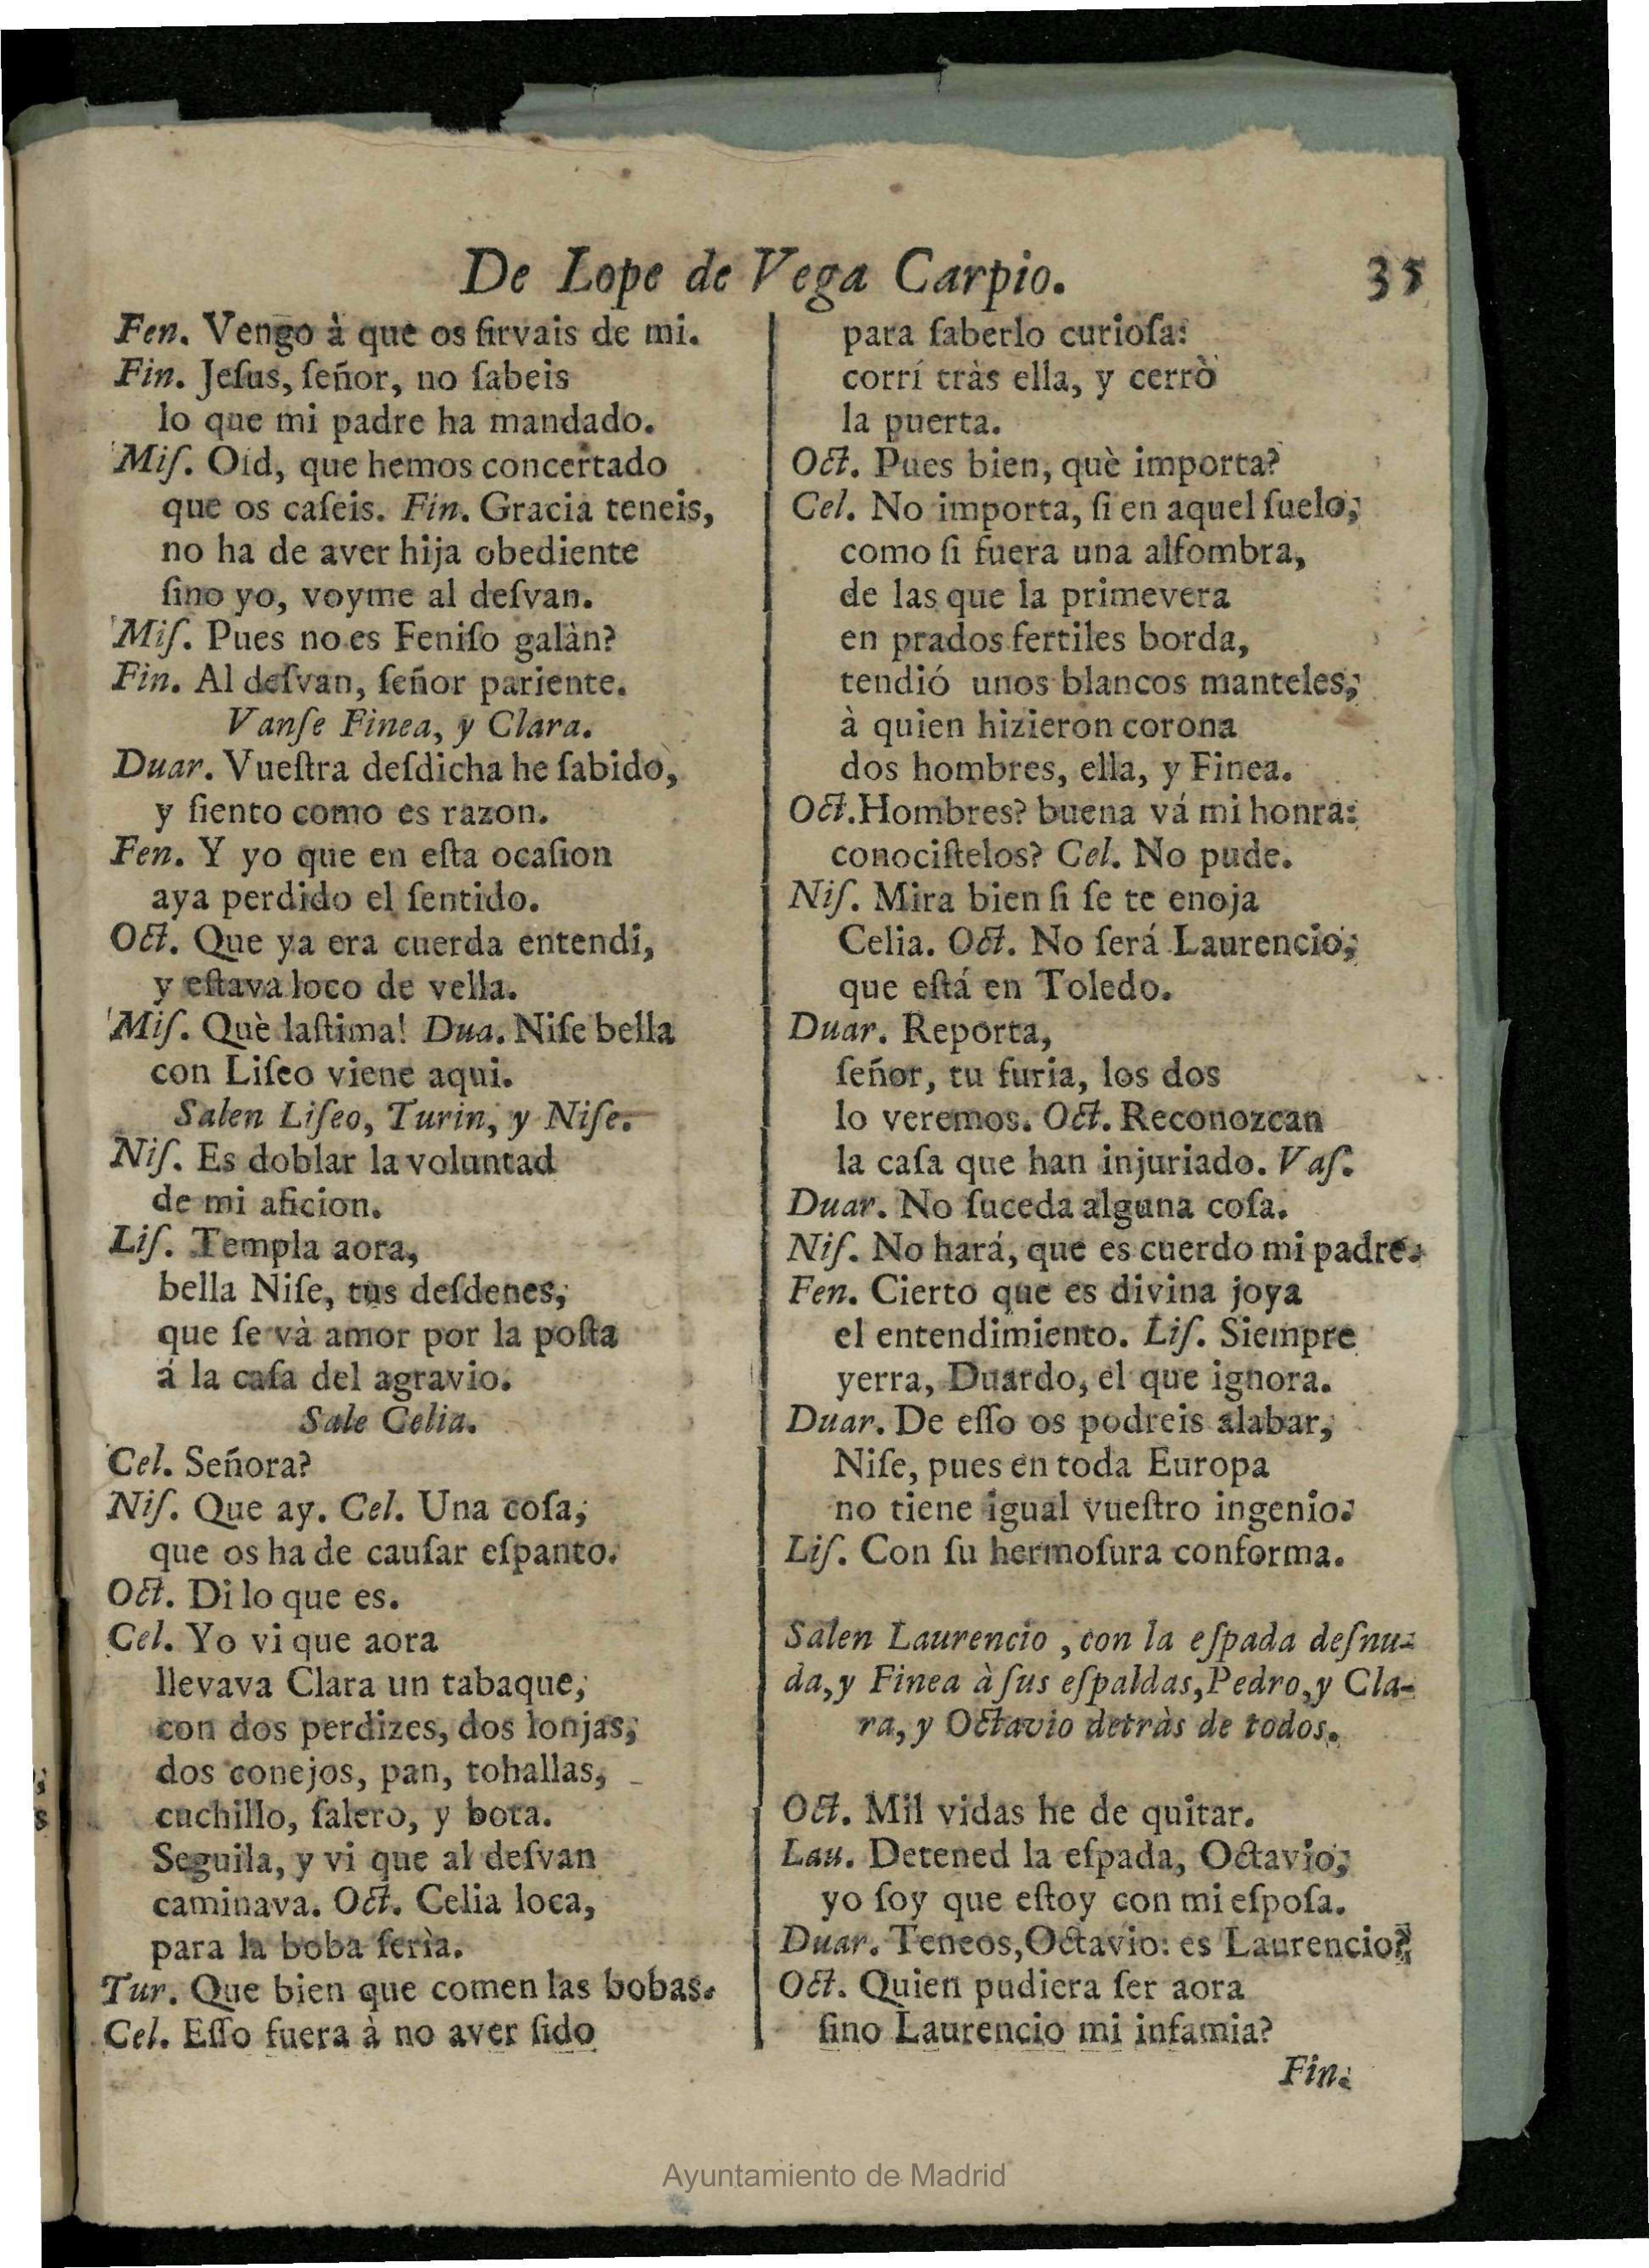 De Lope de Vega Carpio. 35
Fen. Vengo à que os ſirvais de mi.
Fin. Jeſus, ſeñor, no ſabeis
lo que mi padre ha mandado.
Miſ. Oíd, que hemos concertado
que os caſeis. Fin. Gracia teneis,
no ha de aver hija obediente
ſino yo, voyme al deſvan.
Miſ. Pues no es Feniſo galàn?
Fin. Al deſvan, ſeñor pariente.
Vanſe Finea, y Clara.
Duar. Vueſtra deſdicha he ſabido,
y ſiento como es razon.
Fen. Y yo que en eſta ocaſion
aya perdido el ſentido.
Oct. Que ya era cuerda entendi,
y eſtava loco de vella.
Miſ. Què laſtima! Dua. Niſe bella
con Liſeo viene aqui.
Salen Liſeo, Turin, y Niſe.
Niſ. Es doblar la voluntad
de mi aficion.
Liſ. Templa aora,
bella Niſe, tus deſdenes,
que ſe và amor por la poſta
á la caſa del agravio.
Sale Celia.
Cel. Señora?
Niſ. Que ay. Cel. Una coſa,
que os ha de cauſar eſpanto.
Oct. Di lo que es.
Cel. Yo vi que aora
llevava Clara un tabaque,
con dos perdizes, dos lonjas,
dos conejos, pan, tohallas,
cuchillo, ſalero, y bota.
Seguila, y vi que al deſvan
caminava. Oct. Celia loca,
para la boba ſerìa.
Tur. Que bien que comen las bobas.
Cel. Eſſo fuera à no aver ſido
para ſaberlo curioſa:
corrí tràs ella, y cerrò
la puerta.
Oct. Pues bien, què importa?
Cel. No importa, ſi en aquel ſuelo,
como ſi fuera una alfombra,
de las que la primevera
en prados fertiles borda,
tendió unos blancos manteles,
à quien hizieron corona
dos hombres, ella, y Finea.
Oct. Hombres? buena vá mi honra:
conociſtelos? Cel. No pude.
Niſ. Mira bien ſi ſe te enoja
Celia. Oct. No ſerá Laurencio,
que eſtá en Toledo.
Duar. Reporta,
ſeñor, tu furia, los dos
lo veremos. Oct. Reconozcan
la caſa que han injuriado. Vaſ.
Duar. No ſuceda alguna coſa.
Niſ. No hará, que es cuerdo mi padre.
Fen. Cierto que es divina joya
el entendimiento. Liſ. Siempre
yerra, Duardo, el que ignora.
Duar. De eſſo os podreis alabar,
Niſe, pues en toda Europa
no tiene igual vueſtro ingenio.
Liſ. Con ſu hermoſura conforma.
Salen Laurencio, con la eſpada deſnu-
da, y Finea à ſus eſpaldas, Pedro, y Cla-
ra, y Octavio detràs de todos.
Oct. Mil vidas he de quitar.
Lau. Detened la eſpada, Octavio,
yo ſoy que eſtoy con mi eſpoſa.
Duar. Teneos, Octavio: es Laurencio?
Oct. Quien pudiera ſer aora
ſino Laurencio mi infamia?
Fin.
Ayuntamiento de Madrid